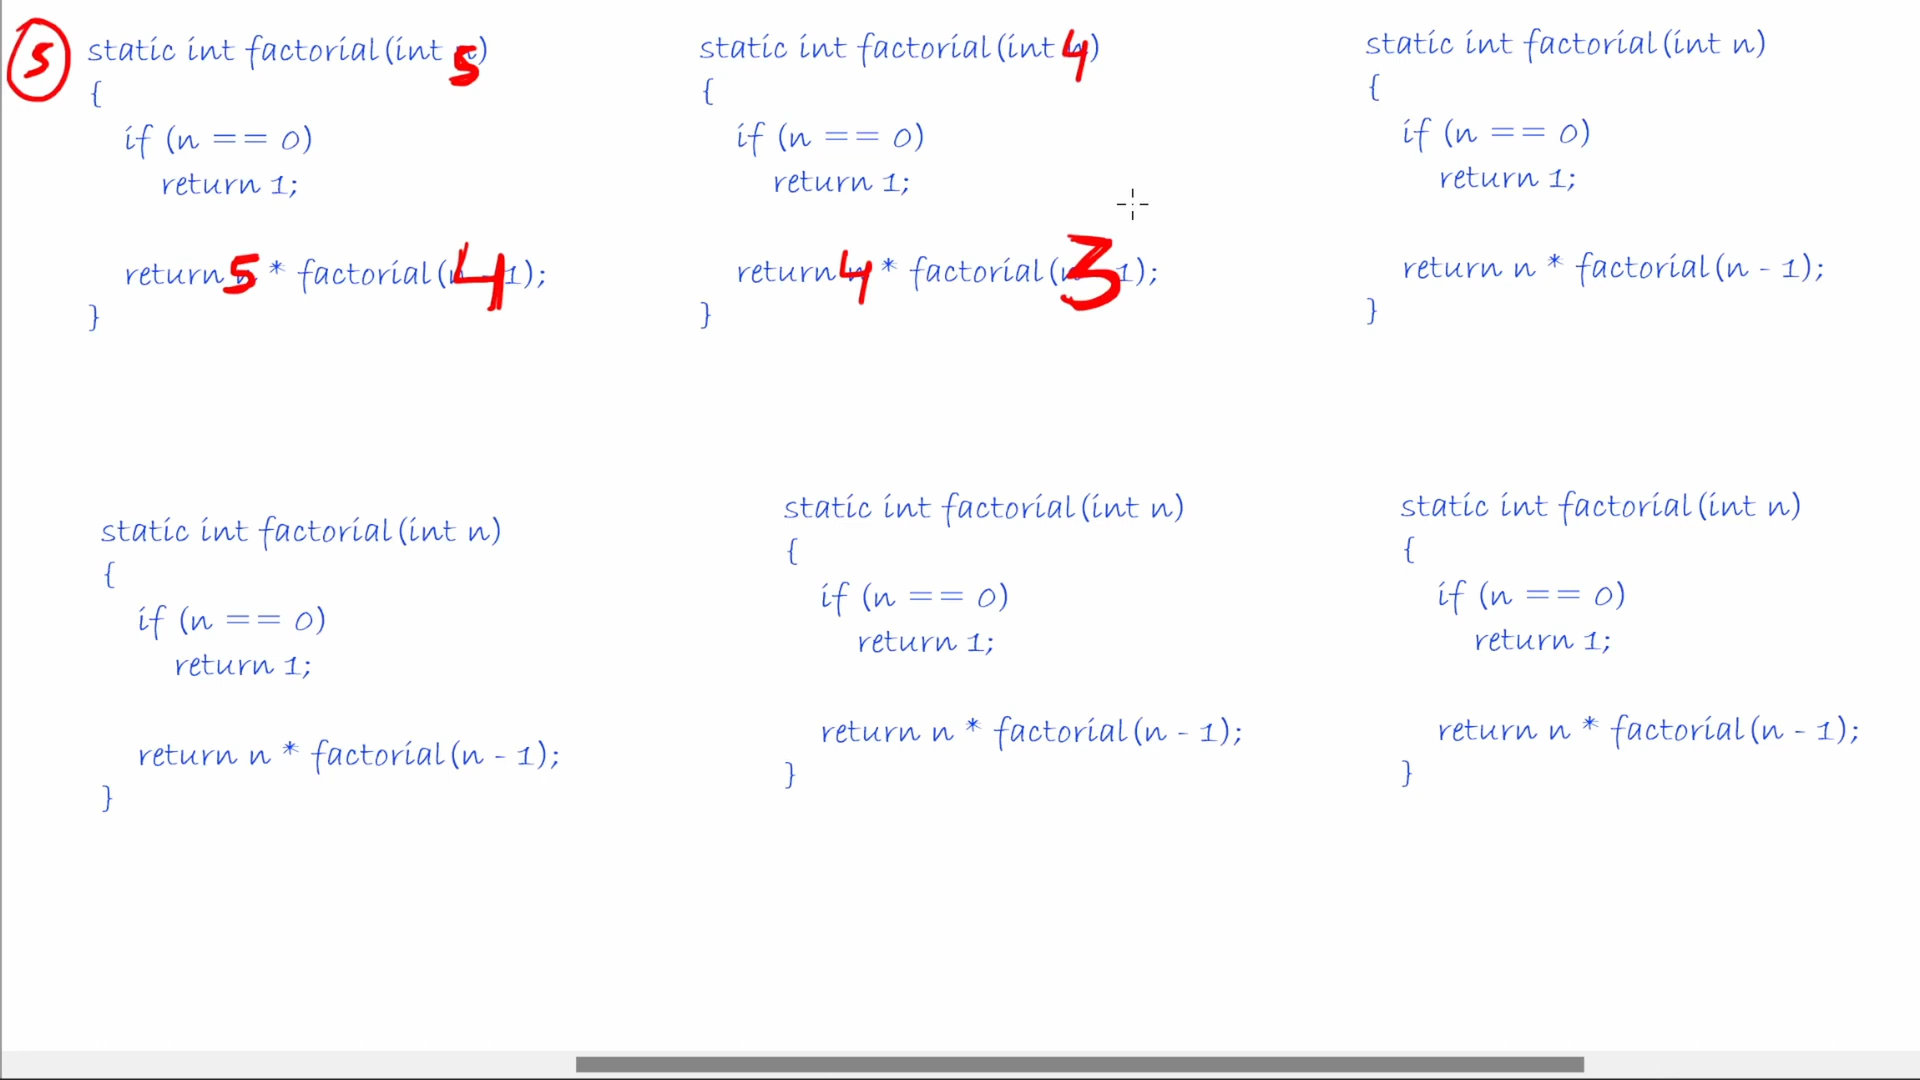 5 static int factorial(int 5)
{
if (n == 0)
return 1;
return 5 * factorial(4 1);
}
static int factorial(int 4)
{
if (n == 0)
return 1;
return 4 * factorial(3 1);
}
static int factorial(int n)
{
if (n == 0)
return 1;
return n * factorial(n - 1);
}
static int factorial(int n)
{
if (n == 0)
return 1;
return n * factorial(n - 1);
}
static int factorial(int n)
{
if (n == 0)
return 1;
return n * factorial(n - 1);
}
static int factorial(int n)
{
if (n == 0)
return 1;
return n * factorial(n - 1);
}